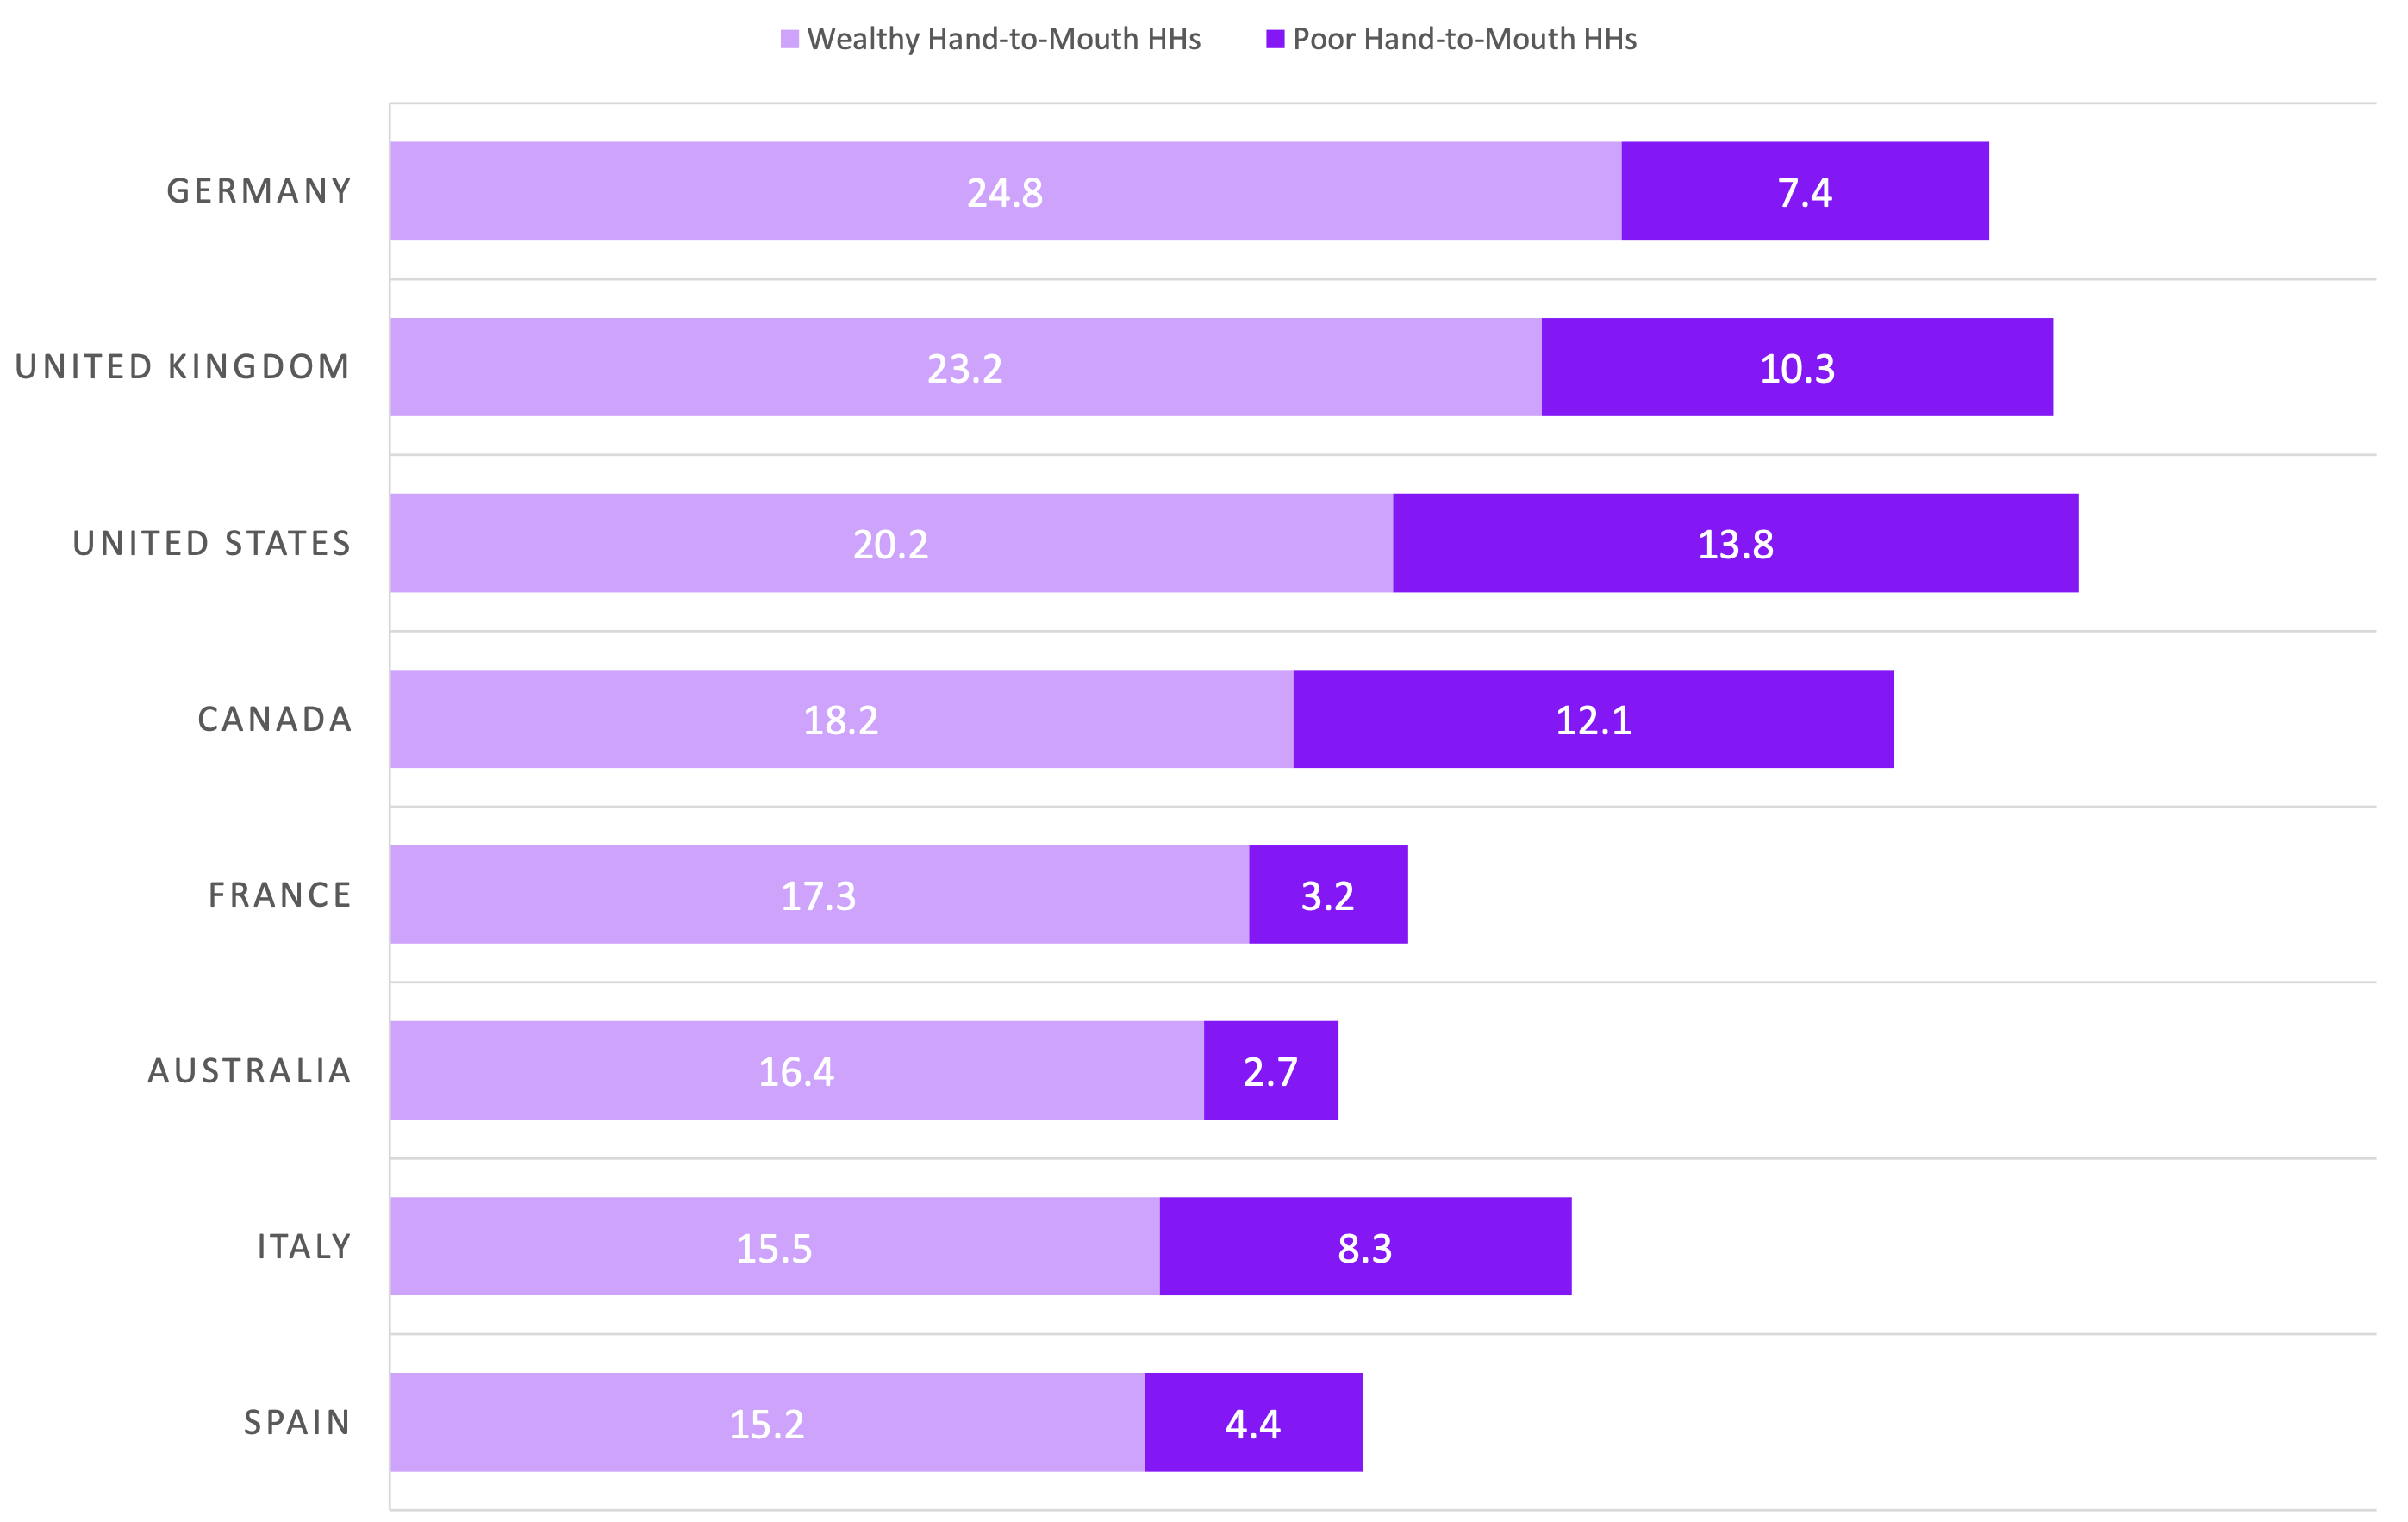 Wealthy Hand-to-Mouth HHs Poor Hand-to-Mouth HHs
GERMANY 24.8 7.4
UNITED KINGDOM 23.2 10.3
UNITED STATES 20.2 13.8
CANADA 18.2 12.1
FRANCE 17.3 3.2
AUSTRALIA 16.4 2.7
ITALY 15.5 8.3
SPAIN 15.2 4.4